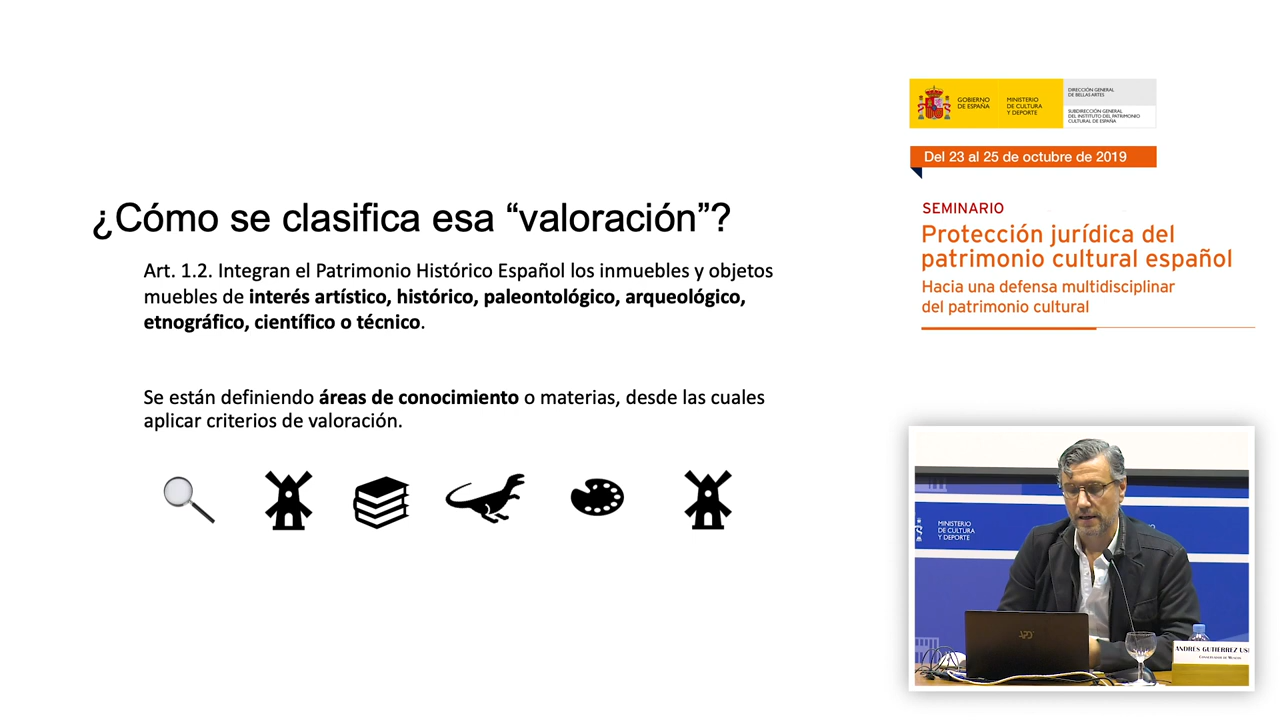 ¿Cómo se clasifica esa “valoración”?
Art. 1.2. Integran el Patrimonio Histórico Español los inmuebles y objetos
muebles de interés artístico, histórico, paleontológico, arqueológico,
etnográfico, científico o técnico.
Se están definiendo áreas de conocimiento o materias, desde las cuales
aplicar criterios de valoración.
GOBIERNO
DE ESPAÑA
MINISTERIO
DE CULTURA
Y DEPORTE
DIRECCIÓN GENERAL
DE BELLAS ARTES
SUBDIRECCIÓN GENERAL
DEL INSTITUTO DEL PATRIMONIO
CULTURAL DE ESPAÑA
Del 23 al 25 de octubre de 2019
SEMINARIO
Protección jurídica del
patrimonio cultural español
Hacia una defensa multidisciplinar
del patrimonio cultural
MINISTERIO
DE CULTURA
Y DEPORTE
ANDRÉS GUTIÉRREZ
CONSERVADOR DE MUSEOS